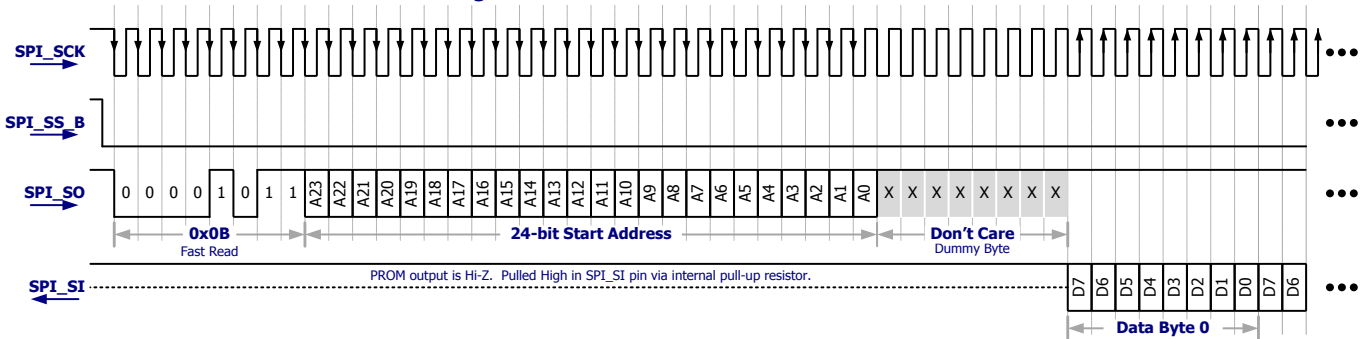 SPI_SCK
SPI_SS_B
SPI_SO
0 0 0 0 1 0 1 1 A23 A22 A21 A20 A19 A18 A17 A16 A15 A14 A13 A12 A11 A10 A9 A8 A7 A6 A5 A4 A3 A2 A1 A0 X X X X X X X X
0x0B 24-bit Start Address Don't Care
Fast Read Dummy Byte
PROM output is Hi-Z. Pulled High in SPI_SI pin via internal pull-up resistor.
SPI_SI
D7 D6 D5 D4 D3 D2 D1 D0 D7 D6
Data Byte 0